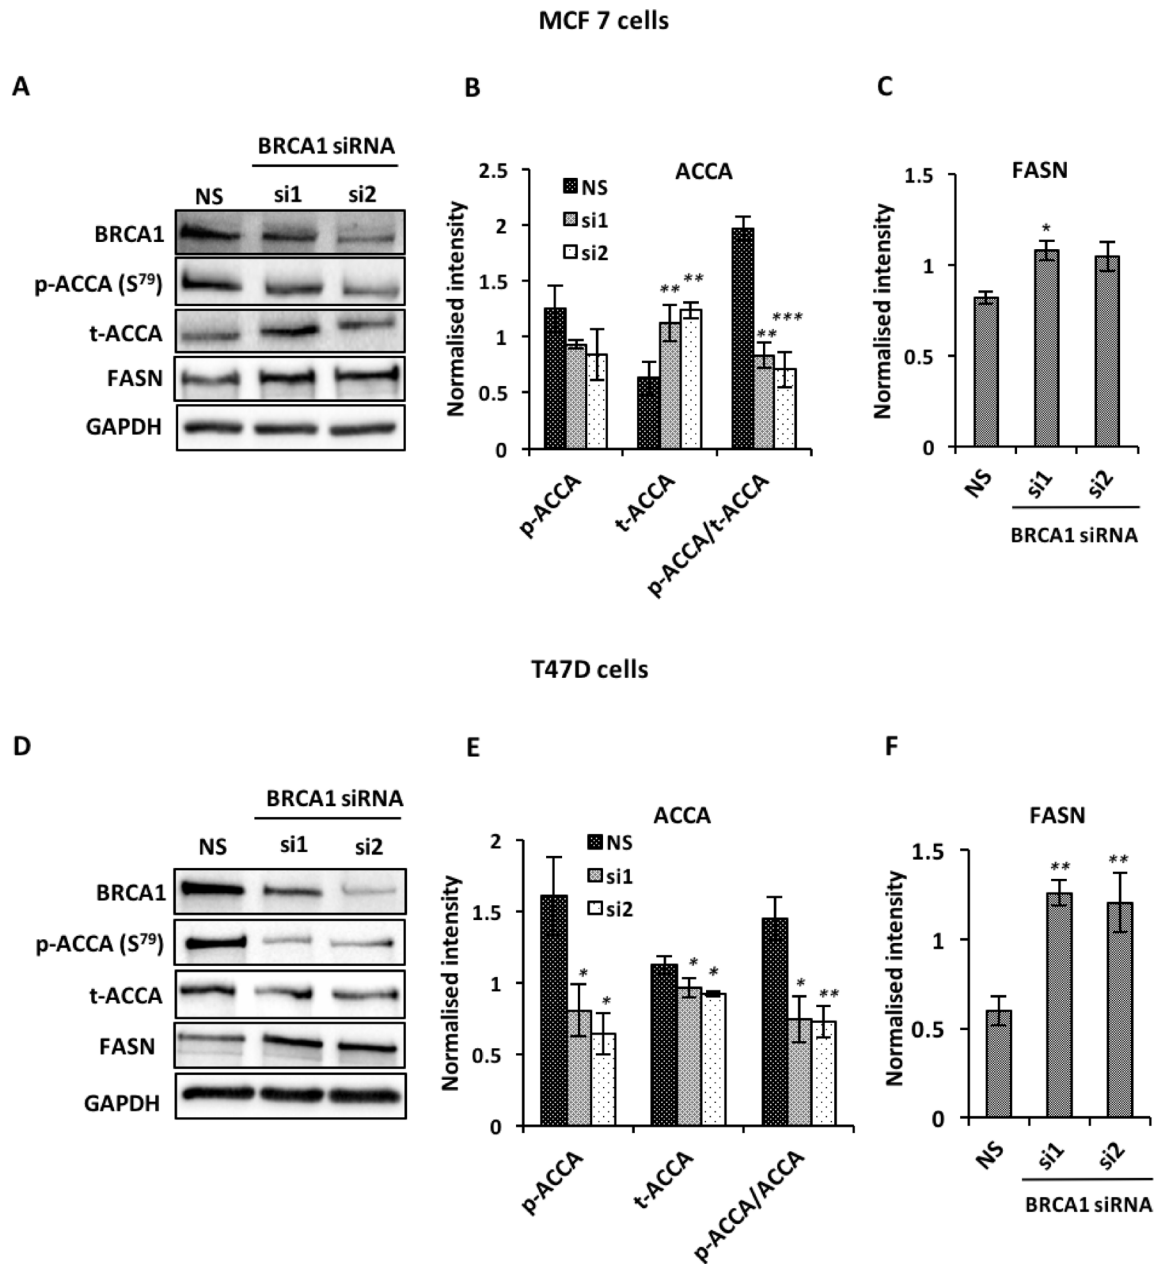 MCF 7 cells
A
BRCA1 siRNA
NS si1 si2
BRCA1
p-ACCA (S⁷⁹)
t-ACCA
FASN
GAPDH
B
ACCA
Normalised intensity
2.5
2
1.5
1
0.5
0
NS
si1
si2
** **
** ***
p-ACCA
t-ACCA
p-ACCA/t-ACCA
C
FASN
Normalised intensity
1.5
1
0.5
0
*
NS
si1
si2
BRCA1 siRNA
T47D cells
D
BRCA1 siRNA
NS si1 si2
BRCA1
p-ACCA (S⁷⁹)
t-ACCA
FASN
GAPDH
E
ACCA
Normalised intensity
2
1.5
1
0.5
0
NS
si1
si2
* *
* *
* **
p-ACCA
t-ACCA
p-ACCA/ACCA
F
FASN
Normalised intensity
1.5
1
0.5
0
** **
NS
si1
si2
BRCA1 siRNA